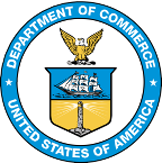 DEPARTMENT OF COMMERCE
UNITED STATES OF AMERICA